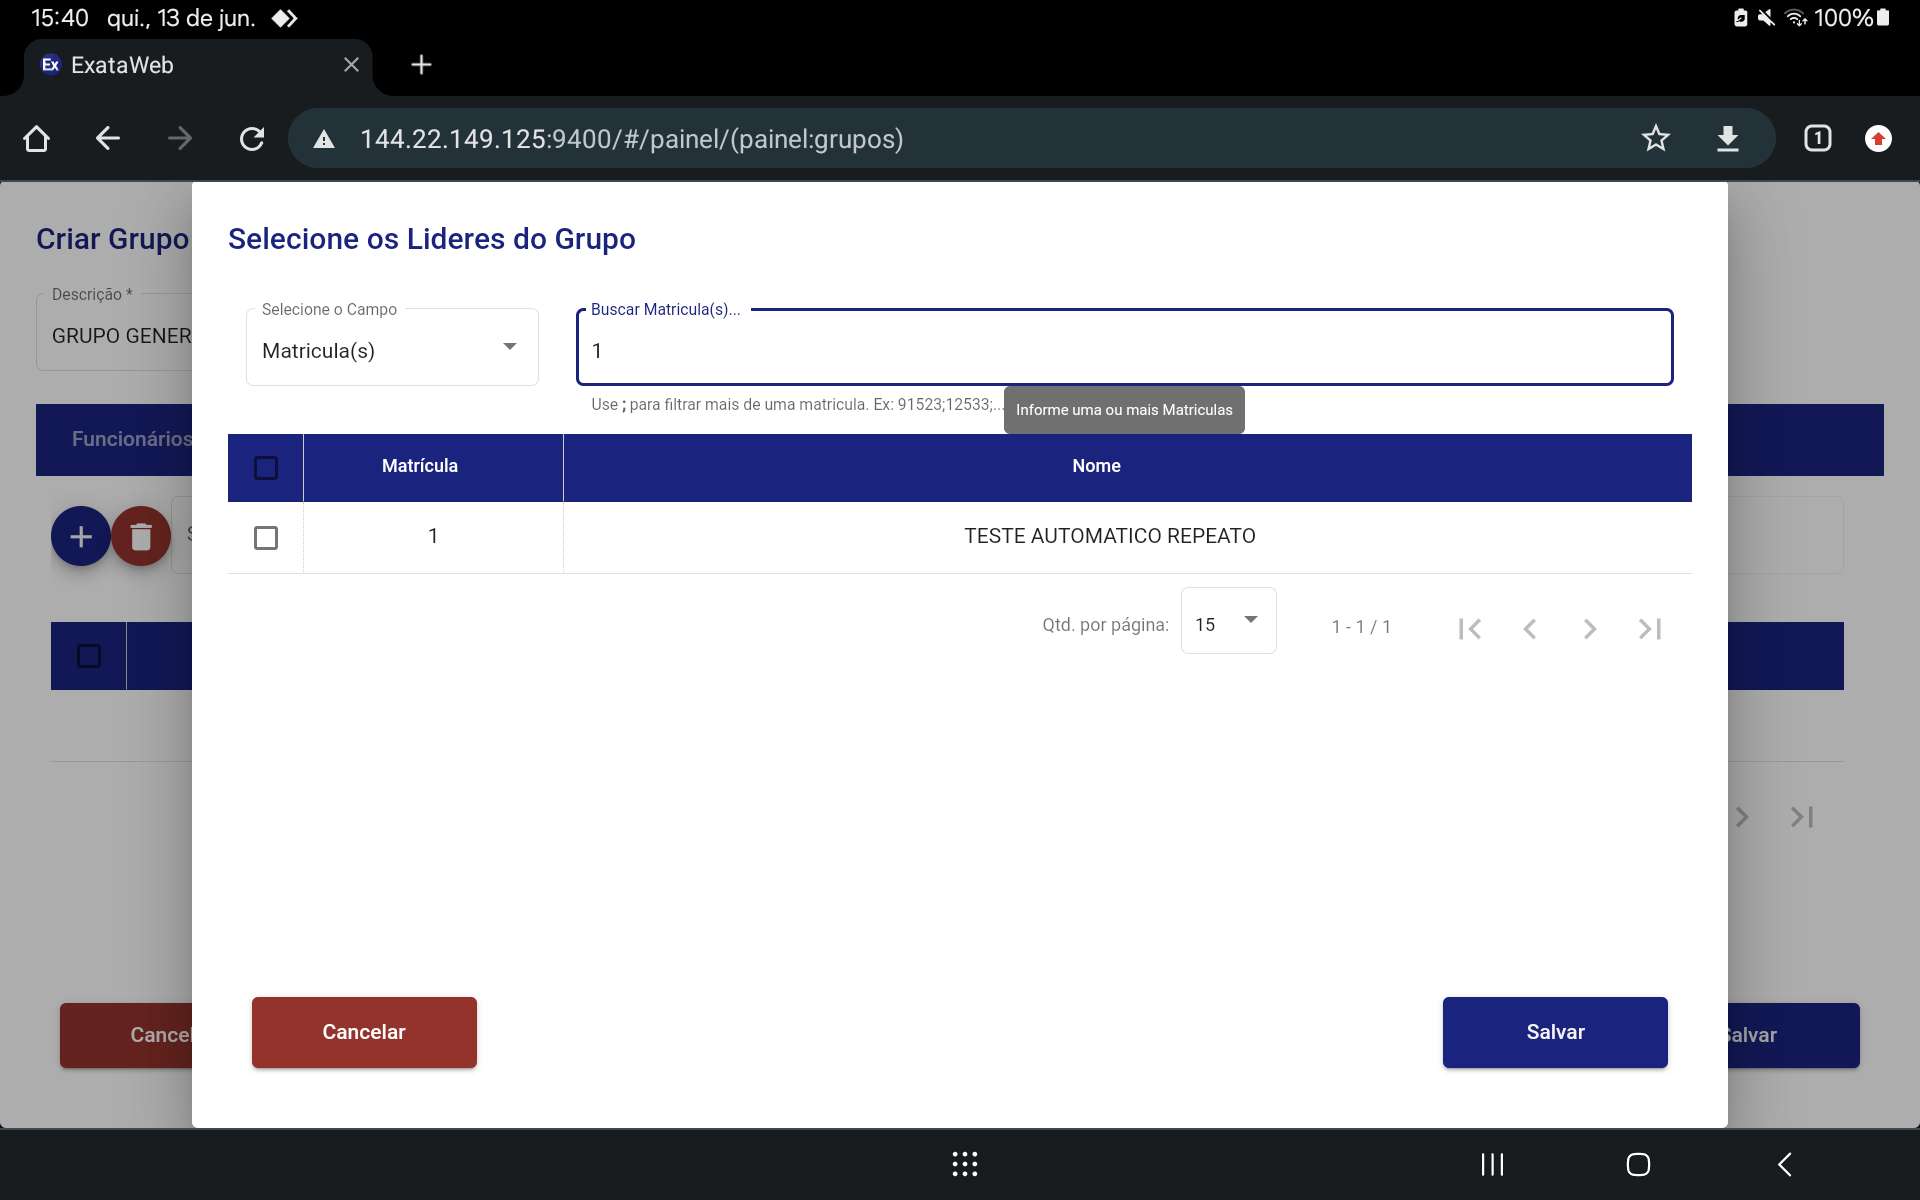 15:40 qui., 13 de jun.
100%
Ex ExataWeb
144.22.149.125:9400/#/painel/(painel:grupos)
1
Criar Grupo
Selecione os Lideres do Grupo
Descrição *
GRUPO GENER
Selecione o Campo
Matricula(s)
Buscar Matricula(s)...
1
Use ; para filtrar mais de uma matricula. Ex: 91523;12533;...
Informe uma ou mais Matriculas
Funcionários
Matrícula
Nome
1
TESTE AUTOMATICO REPEATO
Qtd. por página:
15
1 - 1 / 1
Cancel
Cancelar
Salvar
Salvar